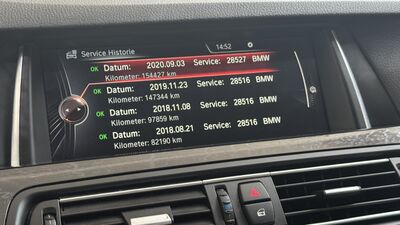 Service Historie 14:52
OK Datum: 2020.09.03 Service: 28527 BMW
Kilometer: 154427 km
OK Datum: 2019.11.23 Service: 28516 BMW
Kilometer: 147344 km
OK Datum: 2018.11.08 Service: 28516 BMW
Kilometer: 97859 km
OK Datum: 2018.08.21 Service: 28516 BMW
Kilometer: 82190 km